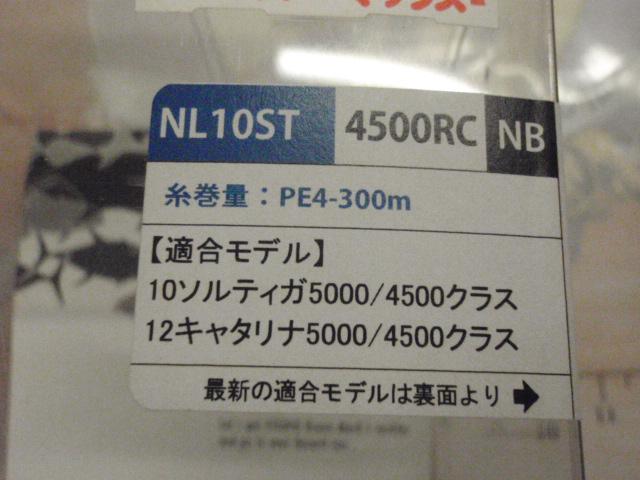 NL10ST 4500RC NB
糸巻量：PE4-300m
【適合モデル】
10ソルティガ5000/4500クラス
12キャタリナ5000/4500クラス
最新の適合モデルは裏面より➡